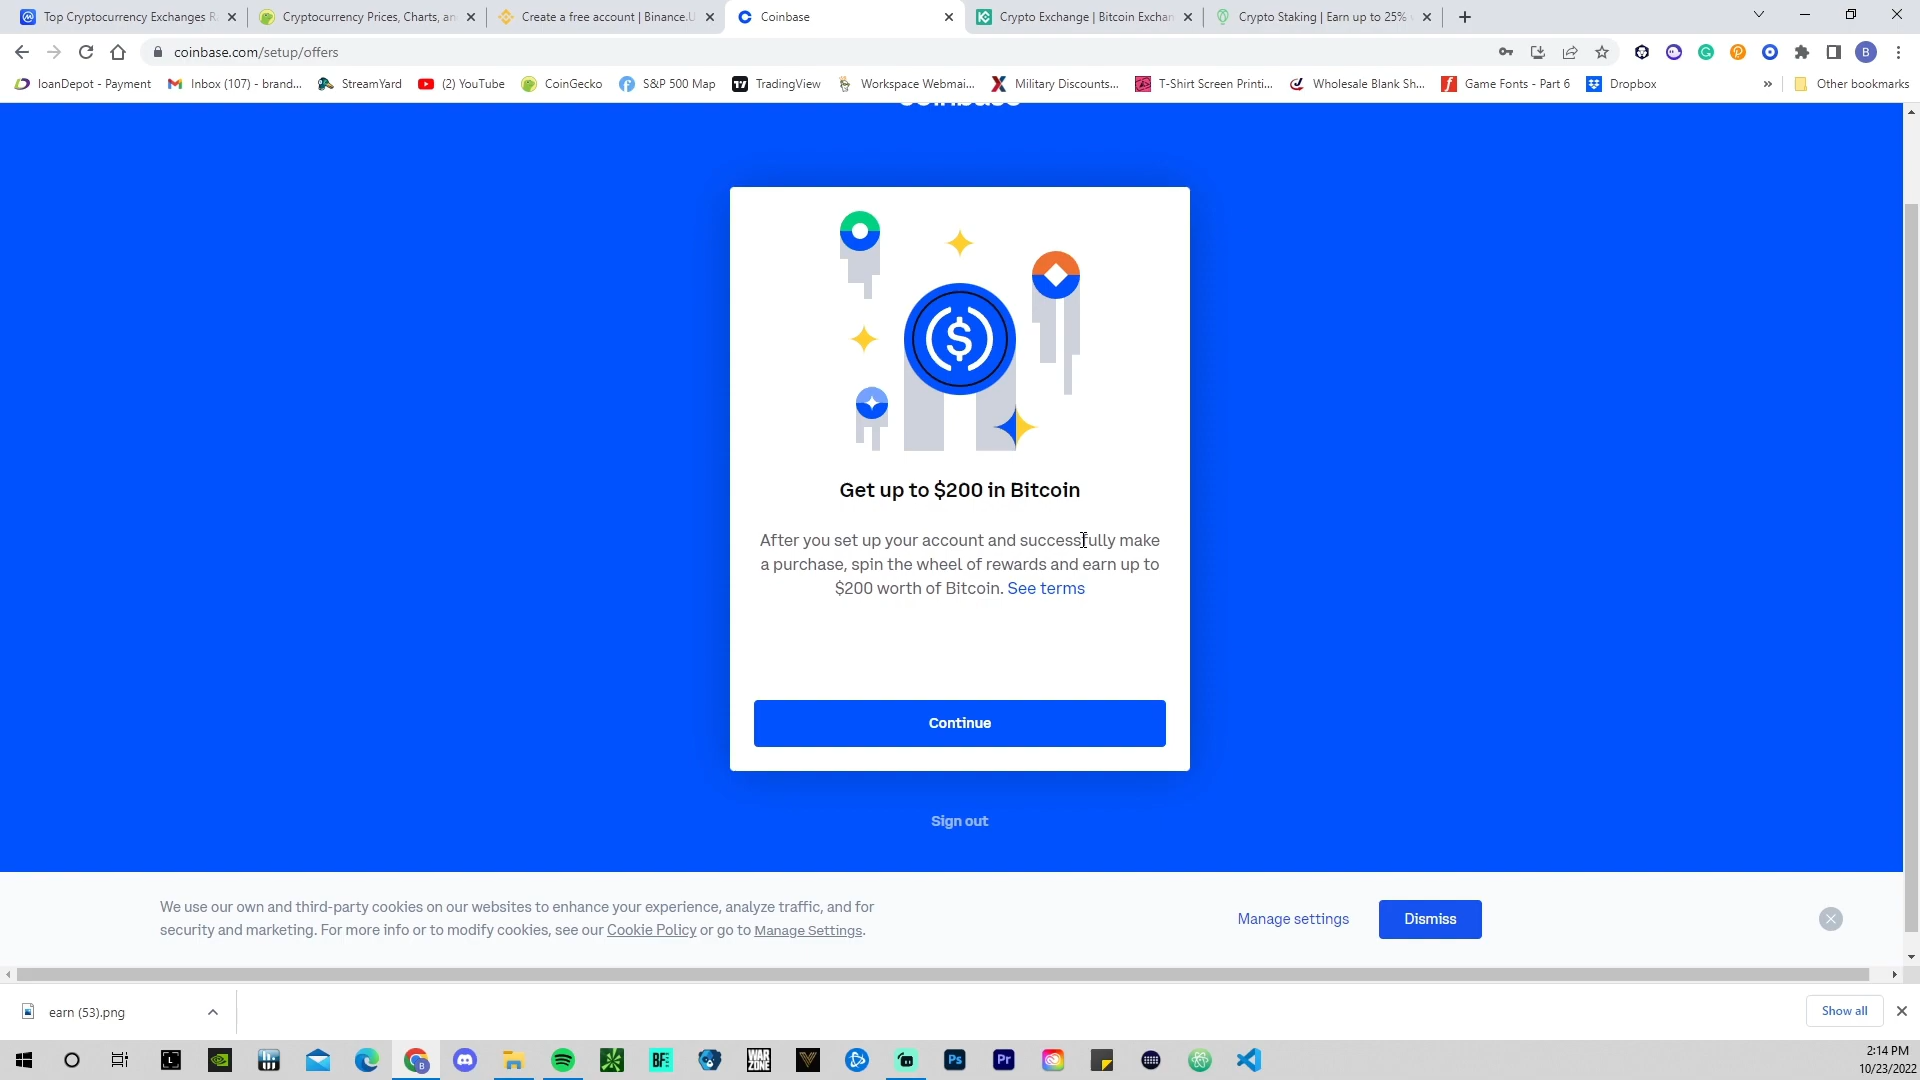 Top Cryptocurrency Exchanges R
Cryptocurrency Prices, Charts, an
Create a free account | Binance.U
Coinbase
Crypto Exchange | Bitcoin Exchan
Crypto Staking | Earn up to 25%
coinbase.com/setup/offers
B
loanDepot - Payment
Inbox (107) - brand...
StreamYard
(2) YouTube
CoinGecko
S&P 500 Map
TradingView
Workspace Webmai...
Military Discounts...
T-Shirt Screen Printi...
Wholesale Blank Sh...
Game Fonts - Part 6
Dropbox
»
Other bookmarks
coinbase
Get up to $200 in Bitcoin
After you set up your account and successfully make
a purchase, spin the wheel of rewards and earn up to
$200 worth of Bitcoin. See terms
Continue
Sign out
We use our own and third-party cookies on our websites to enhance your experience, analyze traffic, and for
security and marketing. For more info or to modify cookies, see our Cookie Policy or go to Manage Settings.
Manage settings
Dismiss
earn (53).png
Show all
BF
WAR
ZONE
Ps
Pr
2:14 PM
10/23/2022